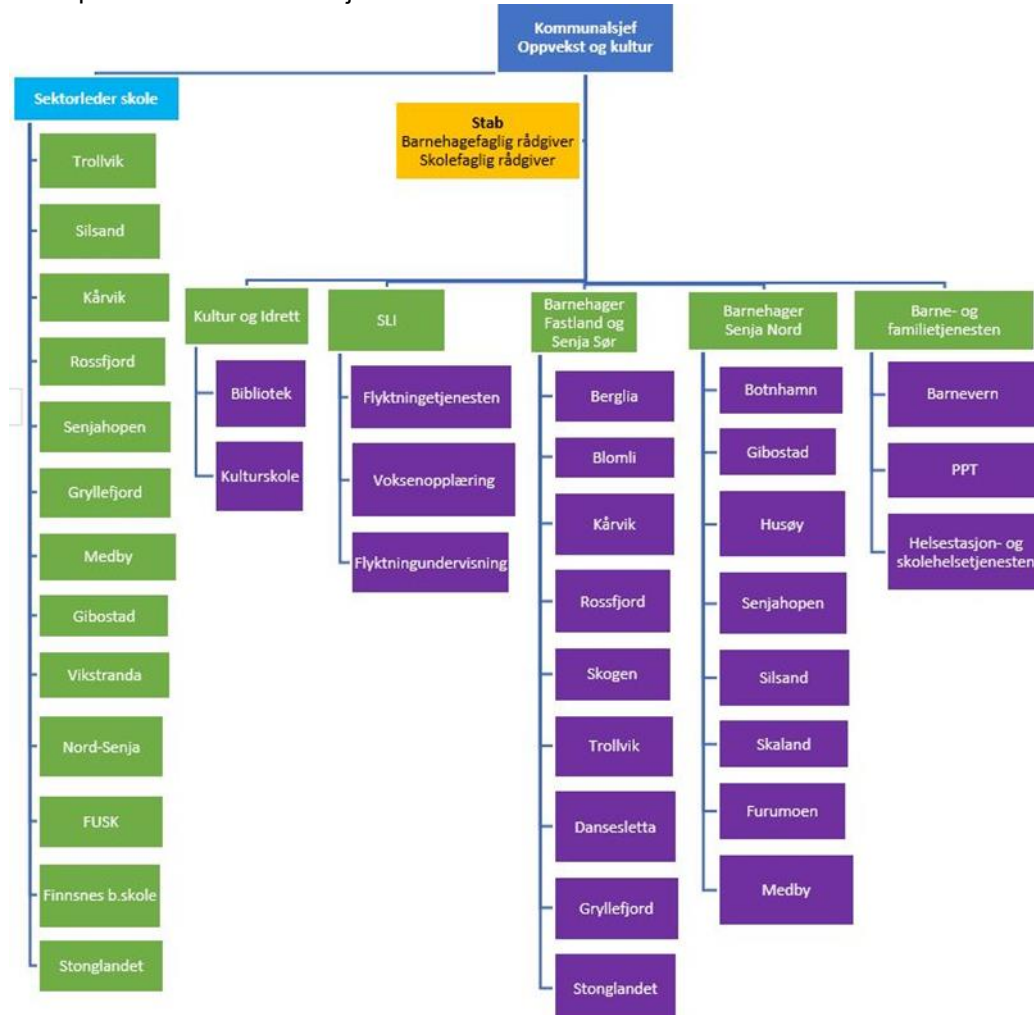 Kommunalsjef
Oppvekst og kultur
Sektorleder skole
Stab
Barnehagefaglig rådgiver
Skolefaglig rådgiver
Trollvik
Silsand
Kårvik
Rossfjord
Senjahopen
Gryllefjord
Medby
Gibostad
Vikstranda
Nord-Senja
FUSK
Finnsnes b.skole
Stonglandet
Kultur og Idrett
Bibliotek
Kulturskole
SLI
Flyktningetjenesten
Voksenopplæring
Flyktningundervisning
Barnehager
Fastland og
Senja Sør
Berglia
Blomli
Kårvik
Rossfjord
Skogen
Trollvik
Dansesletta
Gryllefjord
Stonglandet
Barnehager
Senja Nord
Botnhamn
Gibostad
Husøy
Senjahopen
Silsand
Skaland
Furumoen
Medby
Barne- og
familietjenesten
Barnevern
PPT
Helsestasjon- og
skolehelsetjenesten